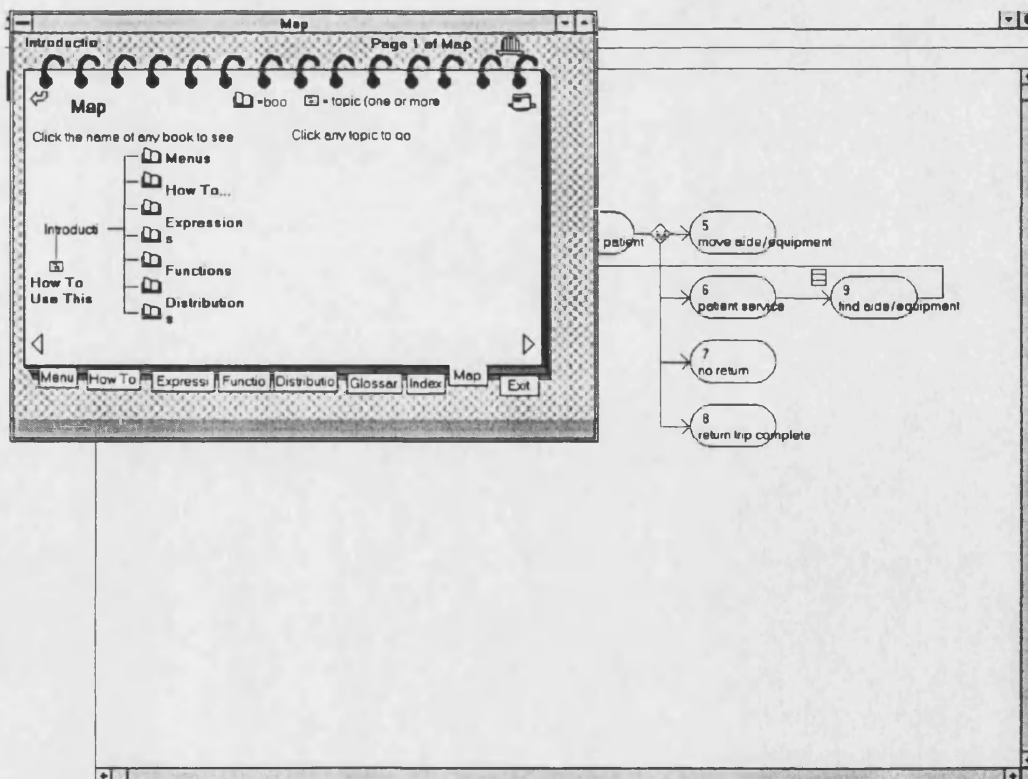 Map
Introductio
Page 1 of Map
Map
=boo
= topic (one or more
Click the name of any book to see
Click any topic to go
Menus
How To...
Expression
s
Introducti
Functions
How To
Use This
Distribution
s
Menu
How To
Expressi
Functio
Distributio
Glossar
Index
Map
Exit
patient
5
move aide/equipment
6
patient service
9
find aide/equipment
7
no return
8
return trip complete